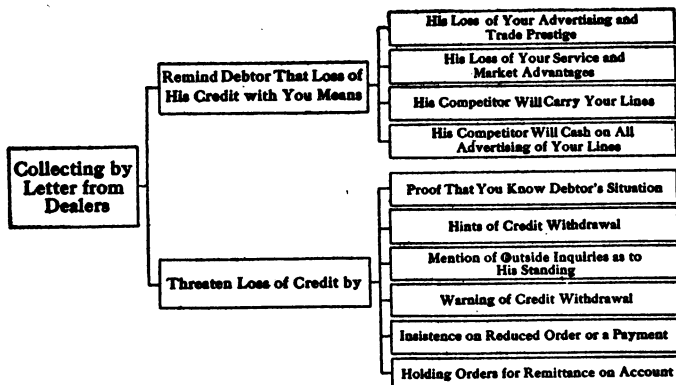 His Loss of Your Advertising and
Trade Prestige
Remind Debtor That Loss of
His Credit with You Means
His Loss of Your Service and
Market Advantages
His Competitor Will Carry Your Lines
His Competitor Will Cash on All
Advertising of Your Lines
Collecting by
Letter from
Dealers
Threaten Loss of Credit by
Proof That You Know Debtor's Situation
Hints of Credit Withdrawal
Mention of Outside Inquiries as to
His Standing
Warning of Credit Withdrawal
Insistence on Reduced Order or a Payment
Holding Orders for Remittance on Account